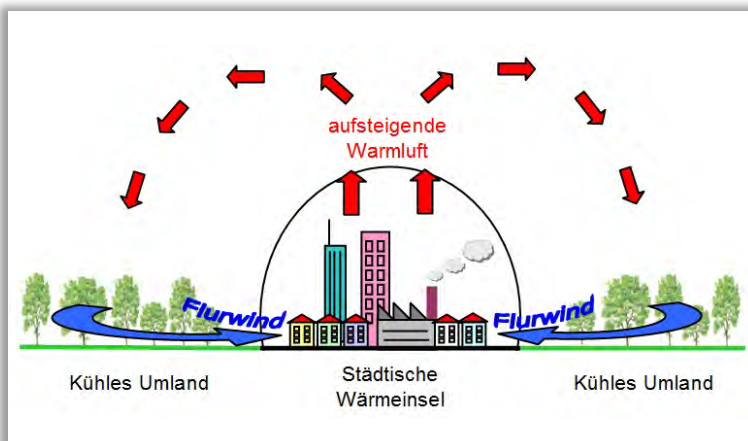 aufsteigende
Warmluft
Flurwind
Flurwind
Kühles Umland
Städtische
Wärmeinsel
Kühles Umland